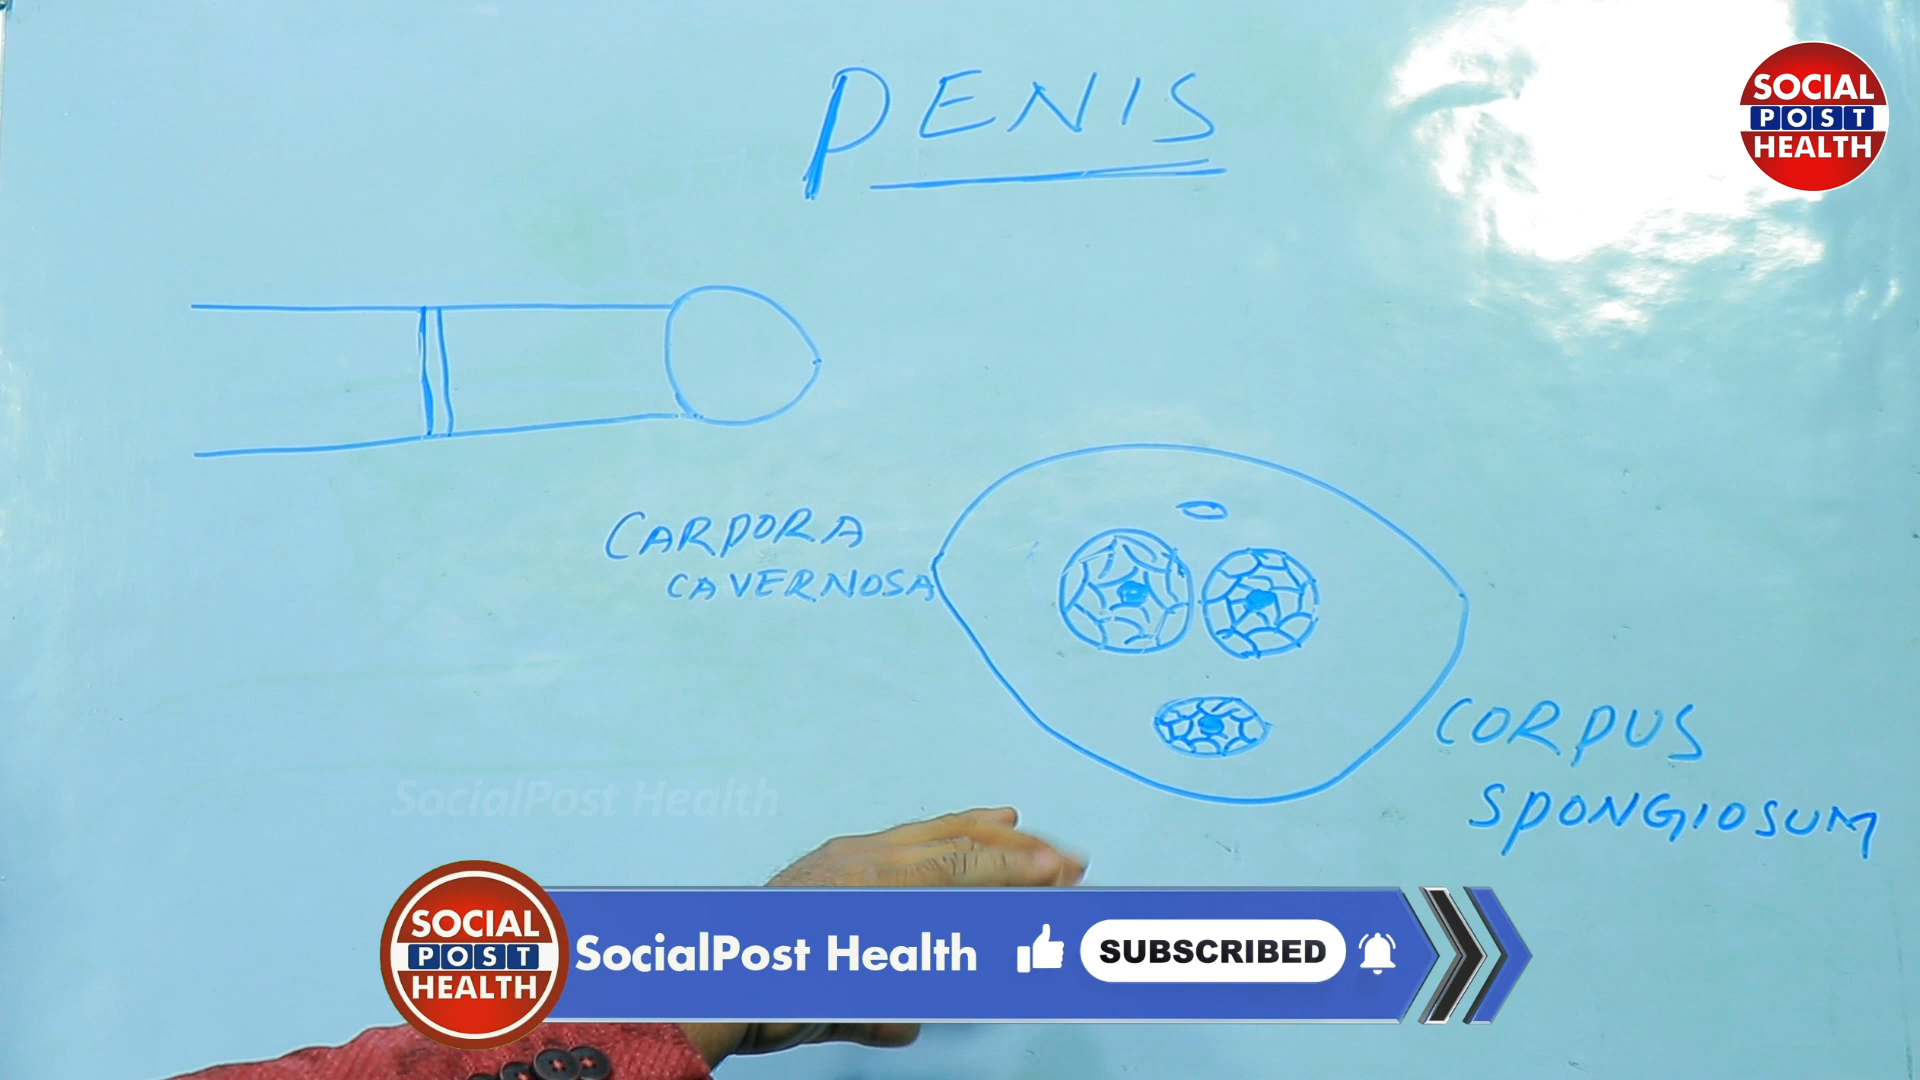 PENIS
SOCIAL
POST
HEALTH
CARPORA
CAVERNOSA
CORPUS
SPONGIOSUM
SocialPost Health
SOCIAL
POST
HEALTH
SocialPost Health SUBSCRIBED